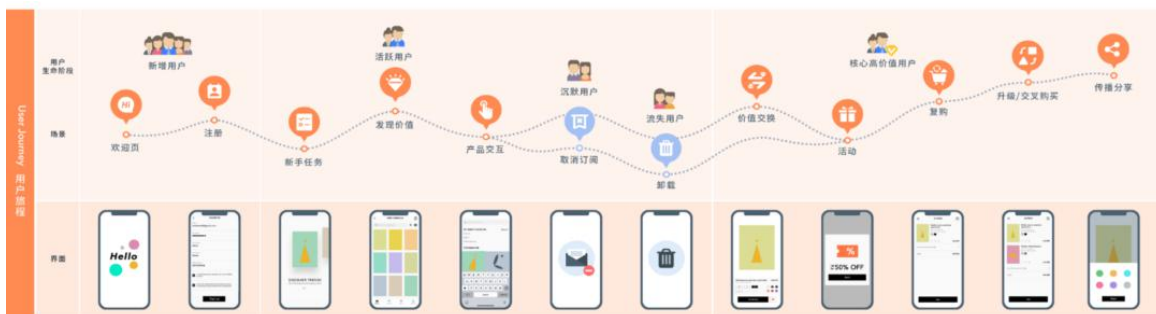 User Journey 用户旅程
用户
生命阶段
新增用户
活跃用户
沉默用户
流失用户
核心高价值用户
场景
Hi
欢迎页
注册
新手任务
发现价值
产品交互
取消订阅
卸载
价值交换
活动
复购
升级/交叉购买
传播分享
界面
Hello
%
50% OFF